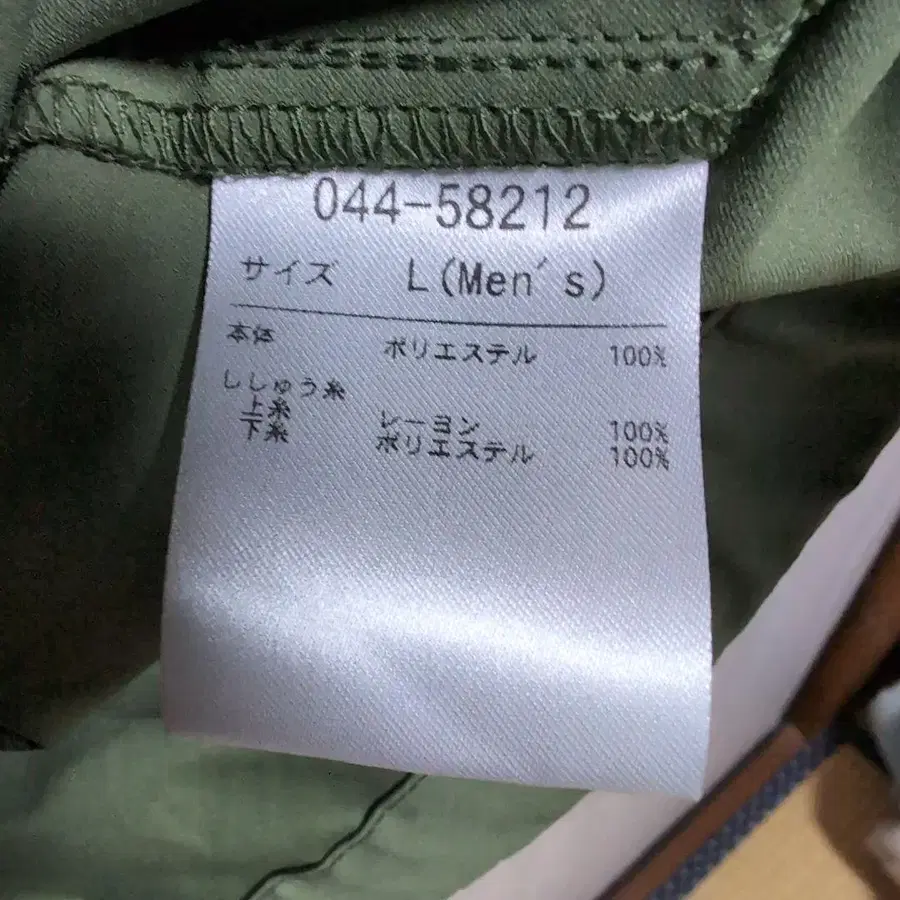 044-58212
サイズ L(Men's)
本体 ポリエステル 100%
ししゅう糸
上糸 レーヨン 100%
下糸 ポリエステル 100%